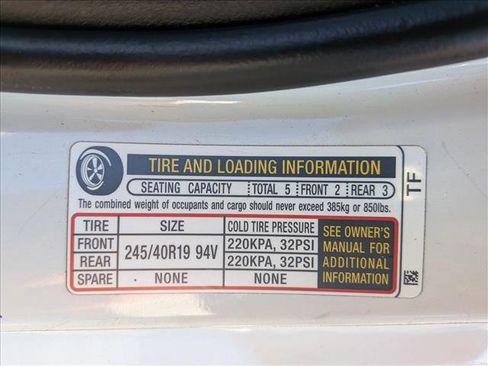 TIRE AND LOADING INFORMATION
SEATING CAPACITY TOTAL 5 FRONT 2 REAR 3
The combined weight of occupants and cargo should never exceed 385kg or 850lbs.
TIRE SIZE COLD TIRE PRESSURE
FRONT 245/40R19 94V 220KPA, 32PSI
REAR 220KPA, 32PSI
SPARE NONE NONE
SEE OWNER'S
MANUAL FOR
ADDITIONAL
INFORMATION
TF